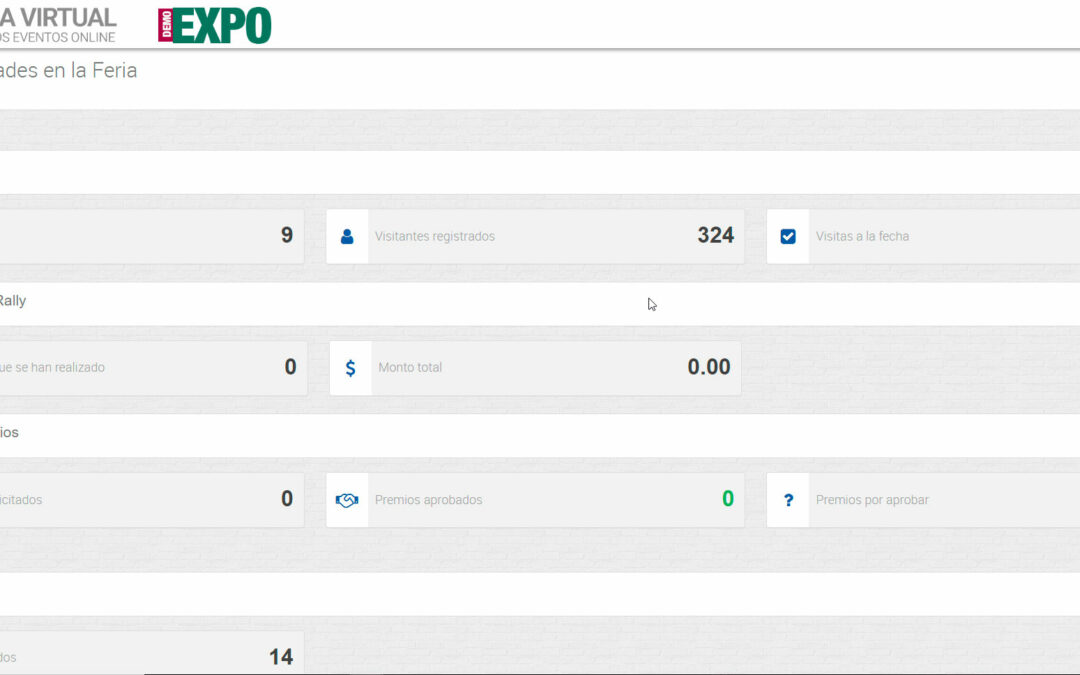 A VIRTUAL
OS EVENTOS ONLINE
DEMO
EXPO
ades en la Feria
9
Visitantes registrados
324
Visitas a la fecha
Rally
ue se han realizado
0
$
Monto total
0.00
ios
icitados
0
Premios aprobados
0
?
Premios por aprobar
dos
14